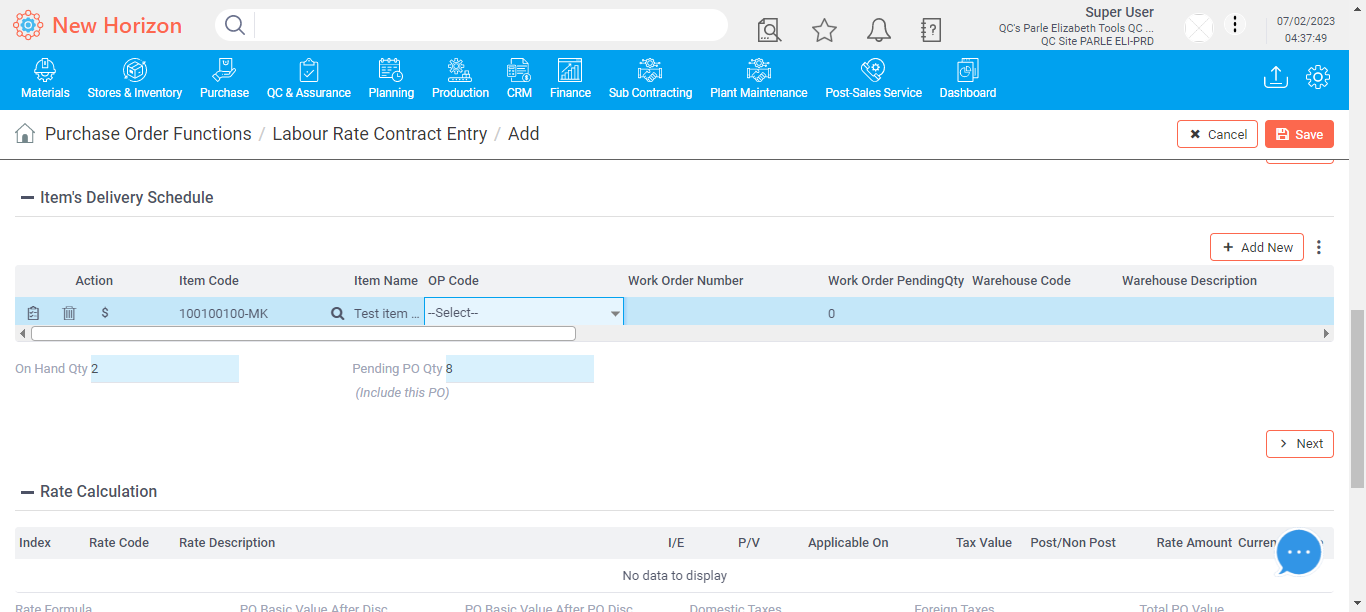 New Horizon
Super User
QC's Parle Elizabeth Tools QC ...
QC Site PARLE ELI-PRD
07/02/2023
04:37:49
Materials Stores & Inventory Purchase QC & Assurance Planning Production CRM Finance Sub Contracting Plant Maintenance Post-Sales Service Dashboard
Purchase Order Functions / Labour Rate Contract Entry / Add
Cancel Save
Item's Delivery Schedule
Add New
Action Item Code Item Name OP Code Work Order Number Work Order PendingQty Warehouse Code Warehouse Description
$ 100100100-MK Test item ... --Select-- 0
On Hand Qty 2 Pending PO Qty 8
(Include this PO)
Next
Rate Calculation
Index Rate Code Rate Description I/E P/V Applicable On Tax Value Post/Non Post Rate Amount Curren
No data to display
Rate Formula PO Basic Value After Disc PO Basic Value After PO Disc Domestic Taxes Foreign Taxes Total PO Value